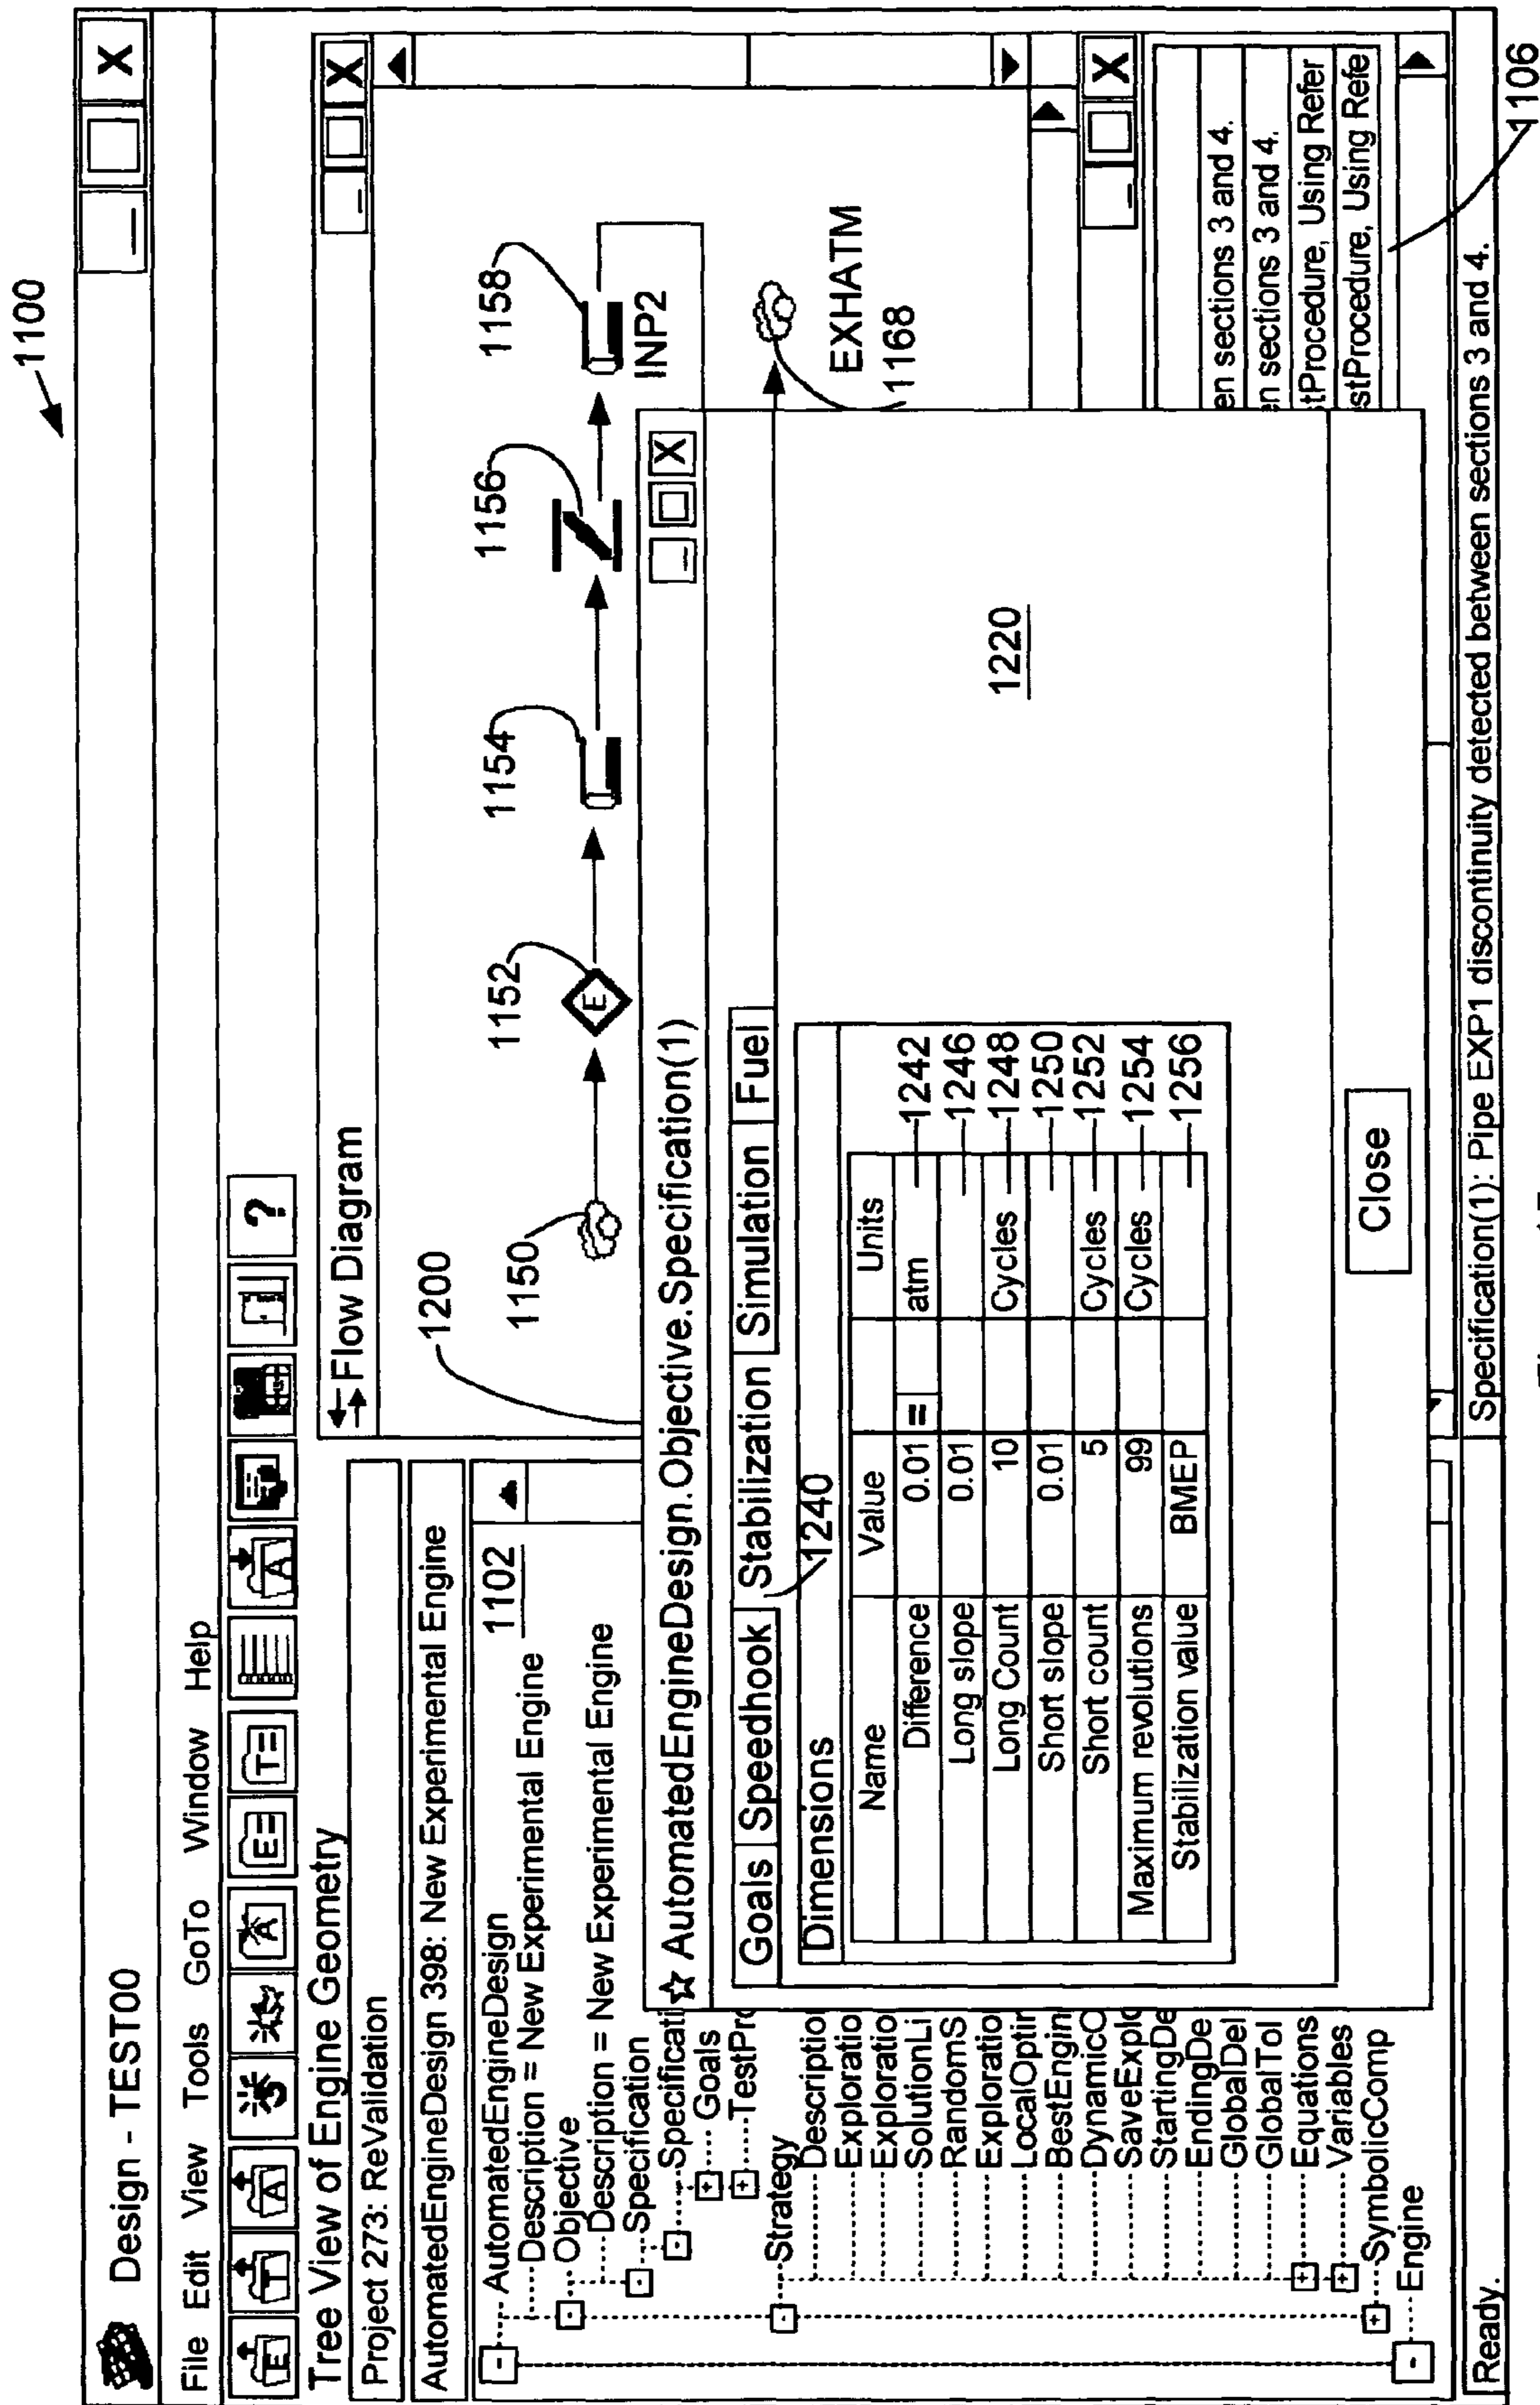 1100
Design - TEST00
File Edit View Tools GoTo Window Help
E T A S A E= T= A ?
Tree View of Engine Geometry
Project 273: ReValidation
AutomatedEngineDesign 398: New Experimental Engine
1102
AutomatedEngineDesign
Description = New Experimental Engine
Objective
Description = New Experimental Engine
Specification
Specificati
Goals
TestPro
Strategy
Description
Exploratio
Exploratio
SolutionLi
RandomS
Exploratio
LocalOptin
BestEngin
DynamicO
SaveExplo
StartingDe
EndingDe
GlobalDel
GlobalTol
Equations
Variables
SymbolicComp
Engine
Flow Diagram
1200
1150
1152
E
1154
1156
1158
INP2
EXHATM
1168
AutomatedEngineDesign.Objective.Specification(1)
Goals Speedhook Stabilization Simulation Fuel
1240
Dimensions
Name Value Units
Difference 0.01 = atm 1242
Long slope 0.01 1246
Long Count 10 Cycles 1248
Short slope 0.01 1250
Short count 5 Cycles 1252
Maximum revolutions 99 Cycles 1254
Stabilization value BMEP 1256
1220
Close
en sections 3 and 4.
en sections 3 and 4.
tProcedure, Using Refer
stProcedure, Using Refe
1106
Ready.
Specification(1): Pipe EXP1 discontinuity detected between sections 3 and 4.